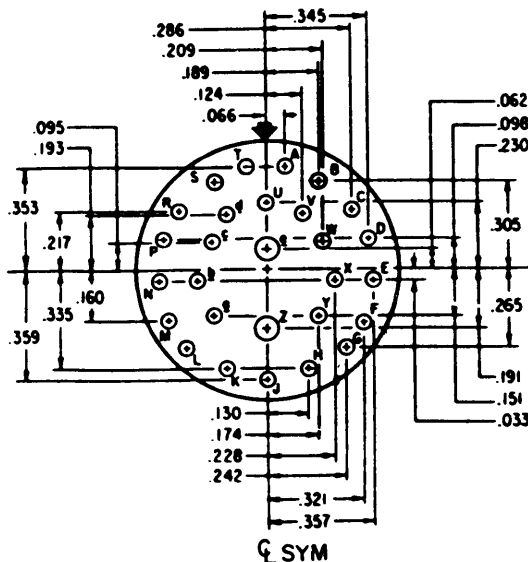 .345
.286
.209
.189
.124
.066
.062
.098
.230
.095
.193
T A
S B
U
R d V C
.353
.305
.217
P c e W D
N b X E
.160
.335
.265
g Z Y F
M
.359
L G
K H
J
.191
.151
.033
.130
.174
.228
.242
.321
.357
℄ SYM